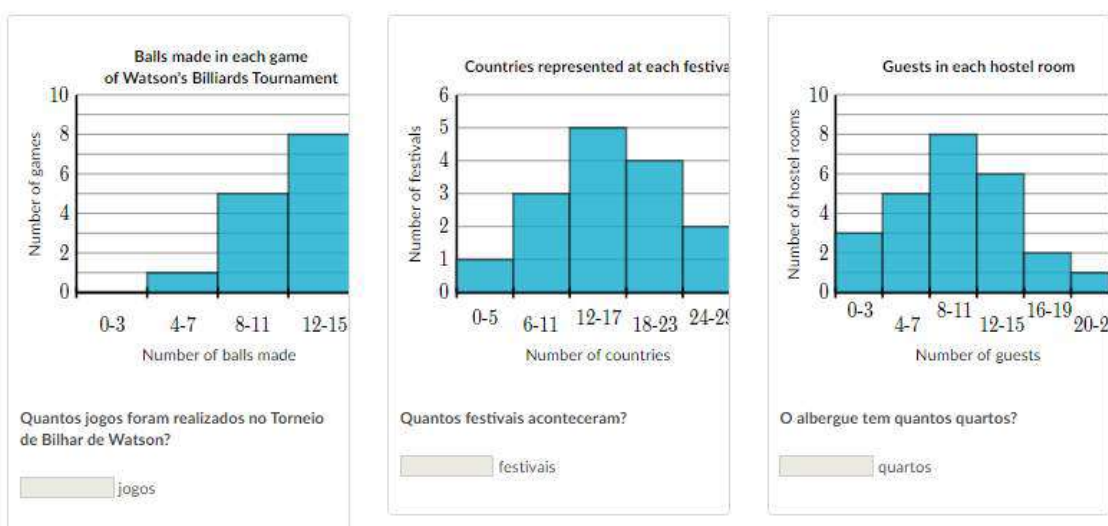 Balls made in each game
of Watson's Billiards Tournament
10
8
6
4
2
0
Number of games
0-3 4-7 8-11 12-15
Number of balls made
Quantos jogos foram realizados no Torneio
de Bilhar de Watson?
jogos
Countries represented at each festiva
6
5
4
3
2
1
0
Number of festivals
0-5 6-11 12-17 18-23 24-29
Number of countries
Quantos festivais aconteceram?
festivais
Guests in each hostel room
10
8
6
4
2
0
Number of hostel rooms
0-3 4-7 8-11 12-15 16-19 20-2
Number of guests
O albergue tem quantos quartos?
quartos